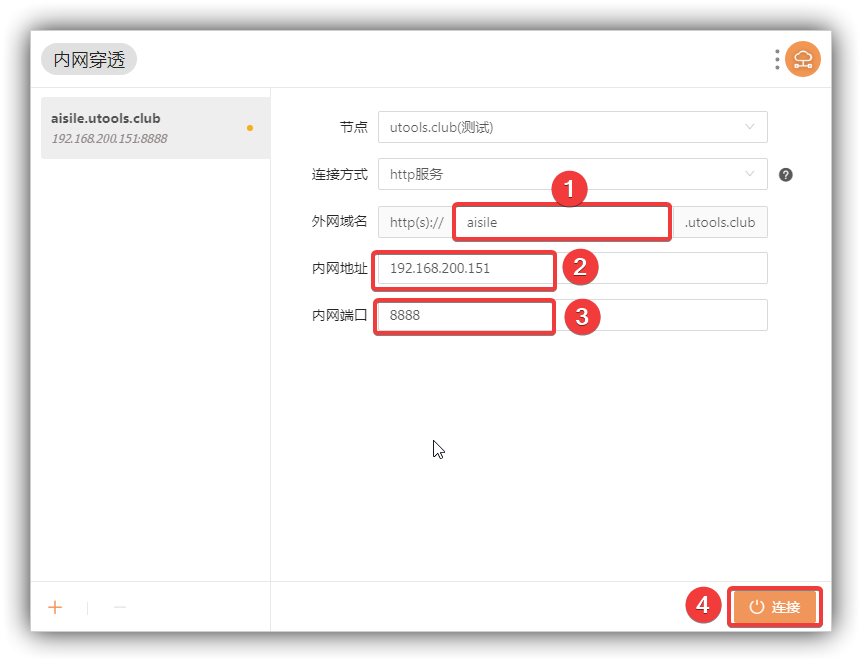 内网穿透
aisile.utools.club
192.168.200.151:8888
节点 utools.club(测试)
连接方式 http服务 ?
1
外网域名 http(s):// aisile .utools.club
内网地址 192.168.200.151 2
内网端口 8888 3
4 连接